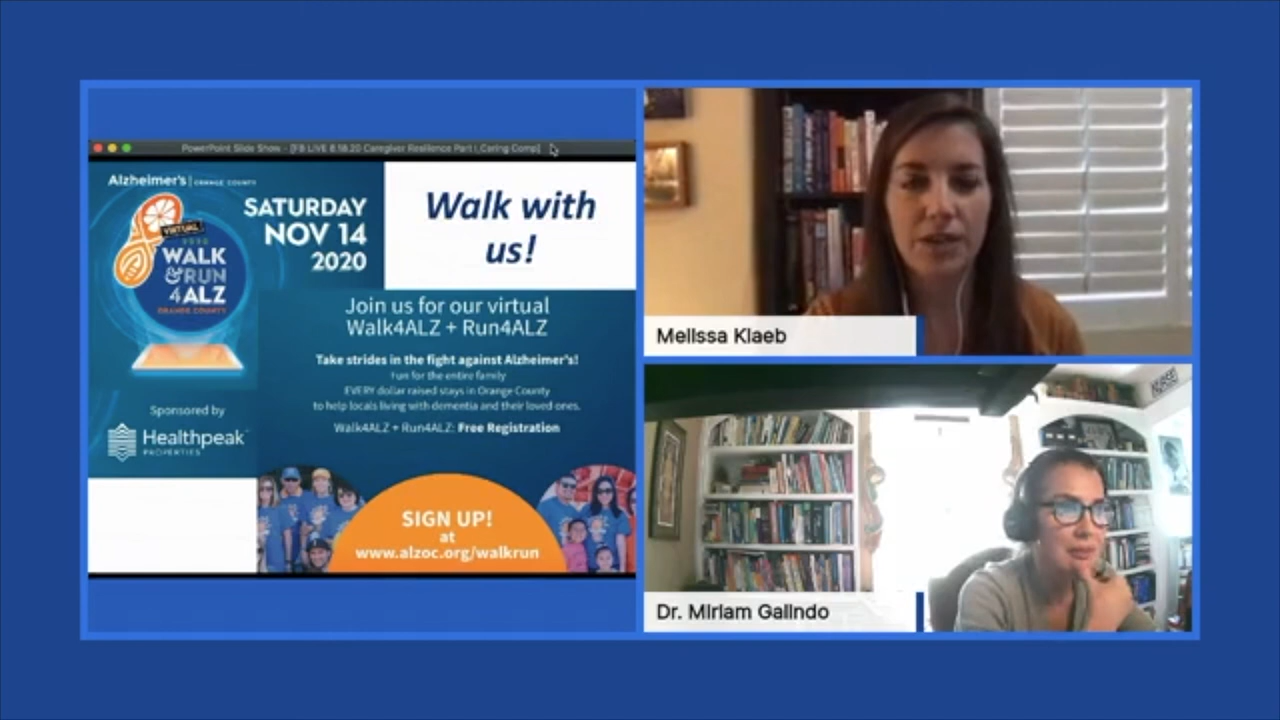 PowerPoint Slide Show - [FB LIVE 8.18.20 Caregiver Resilience Part I_Caring Comp]
Alzheimer's | ORANGE COUNTY
VIRTUAL
2020
WALK
&RUN
4ALZ
ORANGE COUNTY
SATURDAY
NOV 14
2020
Walk with
us!
Join us for our virtual
Walk4ALZ + Run4ALZ
Take strides in the fight against Alzheimer's!
Fun for the entire family
EVERY dollar raised stays in Orange County
to help locals living with dementia and their loved ones.
Walk4ALZ + Run4ALZ: Free Registration
Sponsored by
Healthpeak
PROPERTIES
SIGN UP!
at
www.alzoc.org/walkrun
Melissa Klaeb
Dr. Miriam Galindo